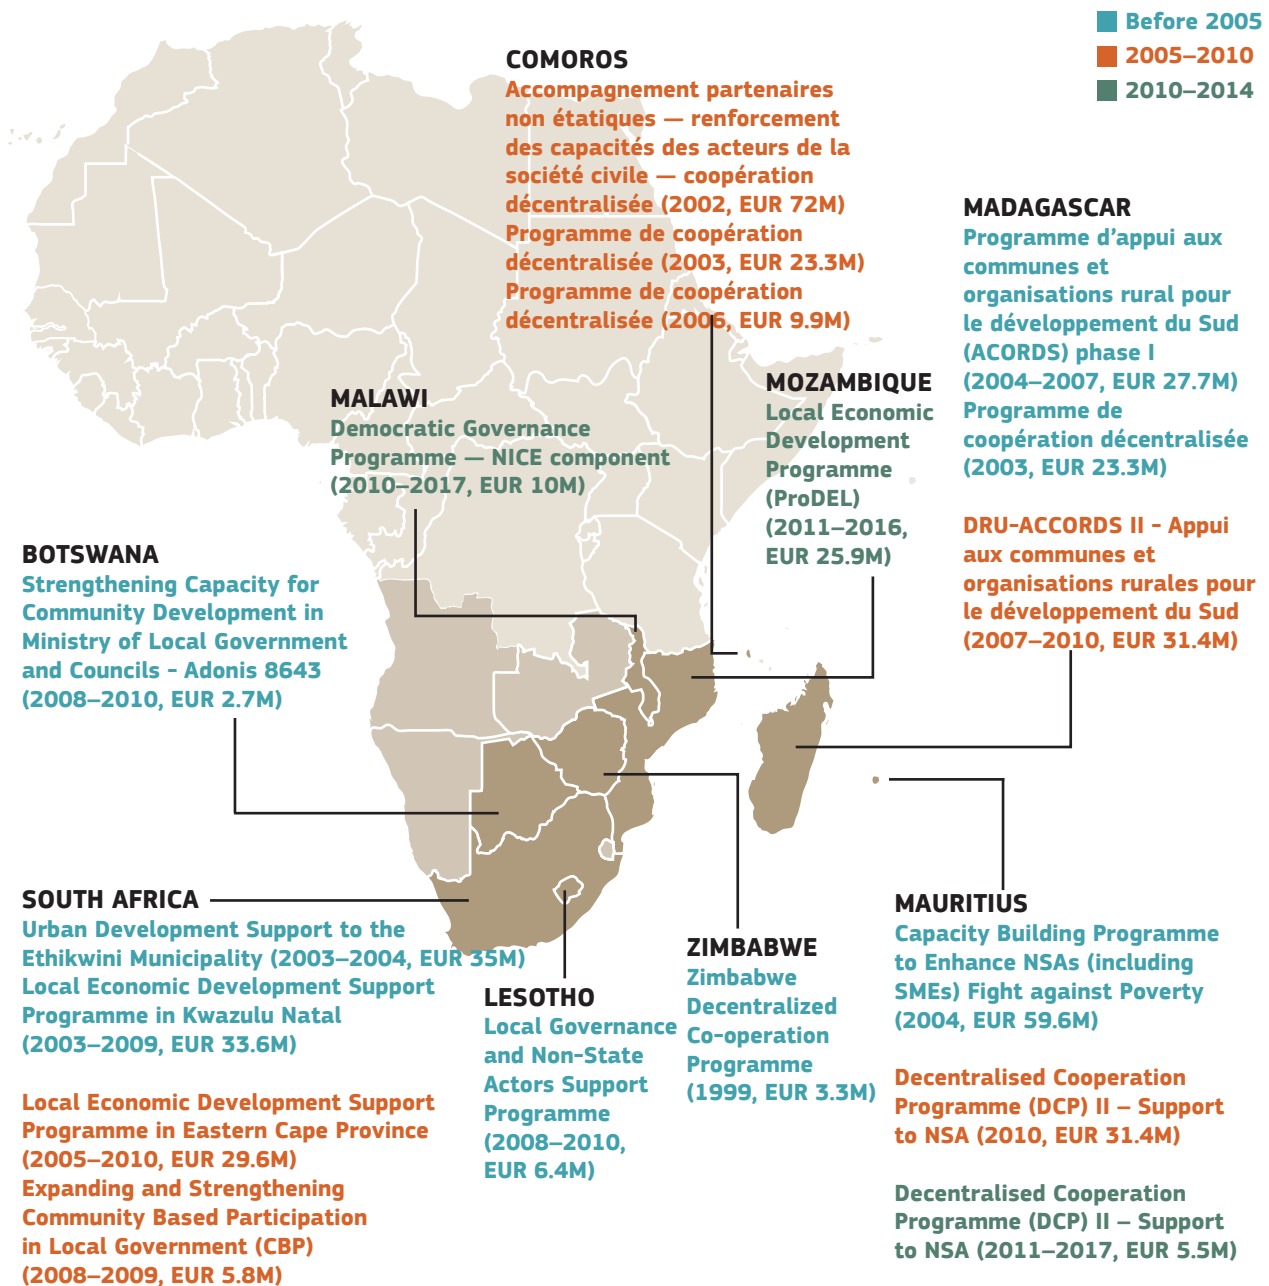 Before 2005
2005–2010
2010–2014
COMOROS
Accompagnement partenaires
non étatiques — renforcement
des capacités des acteurs de la
société civile — coopération
décentralisée (2002, EUR 72M)
Programme de coopération
décentralisée (2003, EUR 23.3M)
Programme de coopération
décentralisée (2006, EUR 9.9M)
MADAGASCAR
Programme d’appui aux
communes et
organisations rural pour
le développement du Sud
(ACORDS) phase I
(2004–2007, EUR 27.7M)
Programme de
coopération décentralisée
(2003, EUR 23.3M)
DRU-ACCORDS II - Appui
aux communes et
organisations rurales pour
le développement du Sud
(2007–2010, EUR 31.4M)
MOZAMBIQUE
Local Economic
Development
Programme
(ProDEL)
(2011–2016,
EUR 25.9M)
MALAWI
Democratic Governance
Programme — NICE component
(2010–2017, EUR 10M)
BOTSWANA
Strengthening Capacity for
Community Development in
Ministry of Local Government
and Councils - Adonis 8643
(2008–2010, EUR 2.7M)
SOUTH AFRICA
Urban Development Support to the
Ethikwini Municipality (2003–2004, EUR 35M)
Local Economic Development Support
Programme in Kwazulu Natal
(2003–2009, EUR 33.6M)
Local Economic Development Support
Programme in Eastern Cape Province
(2005–2010, EUR 29.6M)
Expanding and Strengthening
Community Based Participation
in Local Government (CBP)
(2008–2009, EUR 5.8M)
LESOTHO
Local Governance
and Non-State
Actors Support
Programme
(2008–2010,
EUR 6.4M)
ZIMBABWE
Zimbabwe
Decentralized
Co-operation
Programme
(1999, EUR 3.3M)
MAURITIUS
Capacity Building Programme
to Enhance NSAs (including
SMEs) Fight against Poverty
(2004, EUR 59.6M)
Decentralised Cooperation
Programme (DCP) II – Support
to NSA (2010, EUR 31.4M)
Decentralised Cooperation
Programme (DCP) II – Support
to NSA (2011–2017, EUR 5.5M)